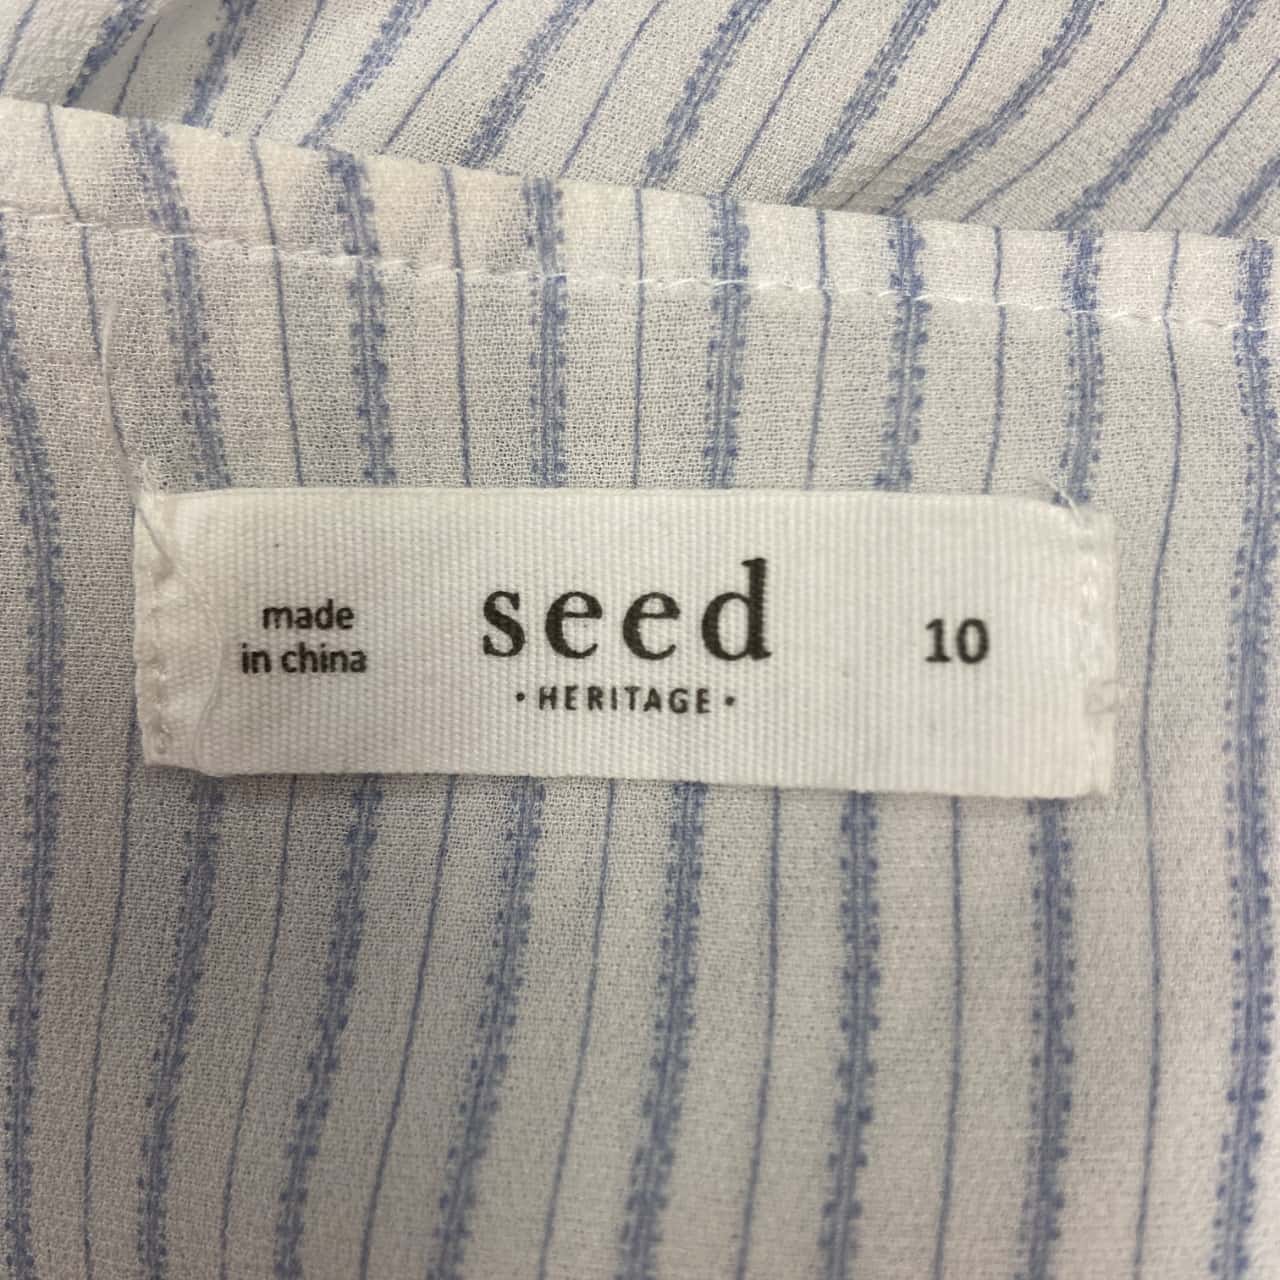 made
in china
seed
• HERITAGE •
10